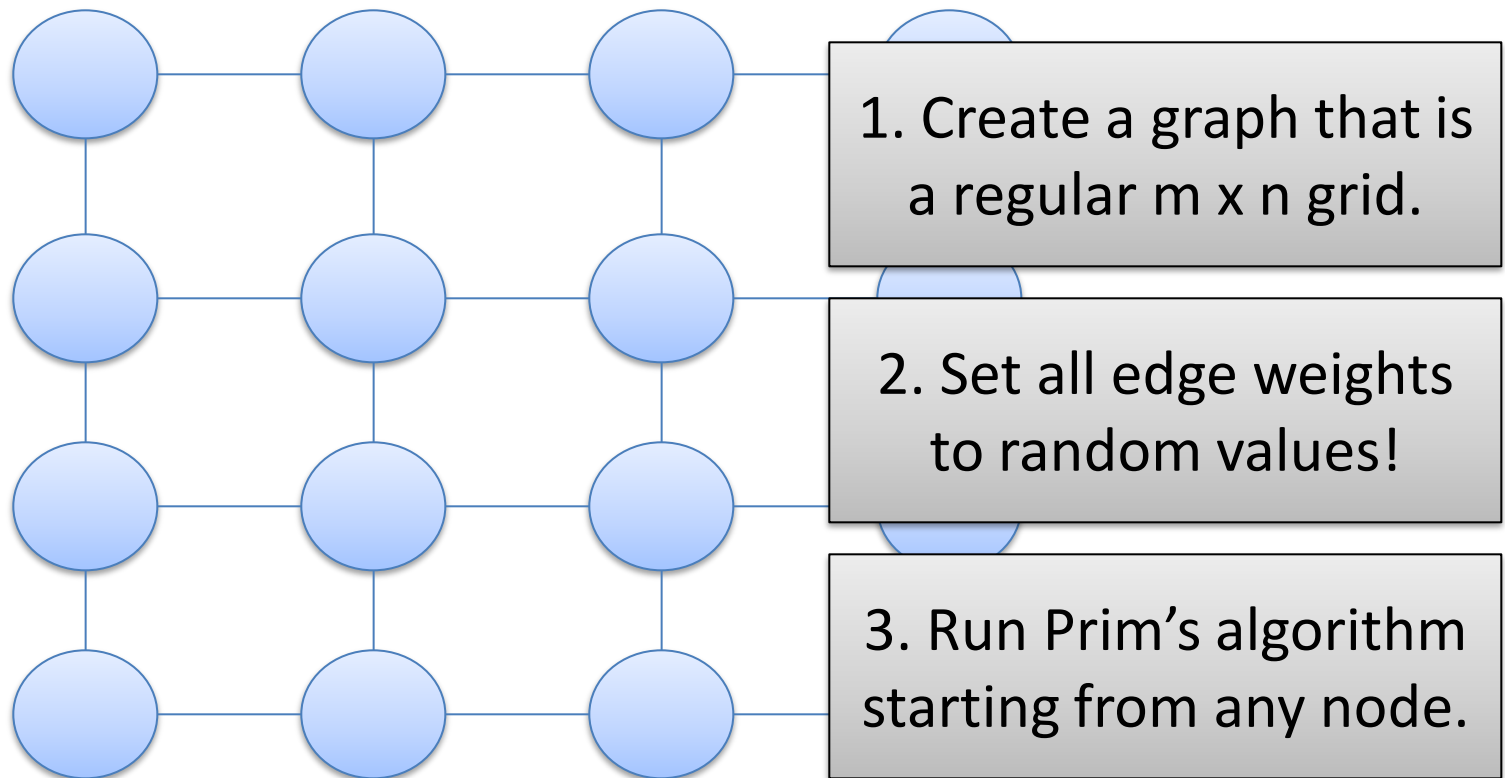 1. Create a graph that is
a regular m x n grid.
2. Set all edge weights
to random values!
3. Run Prim’s algorithm
starting from any node.